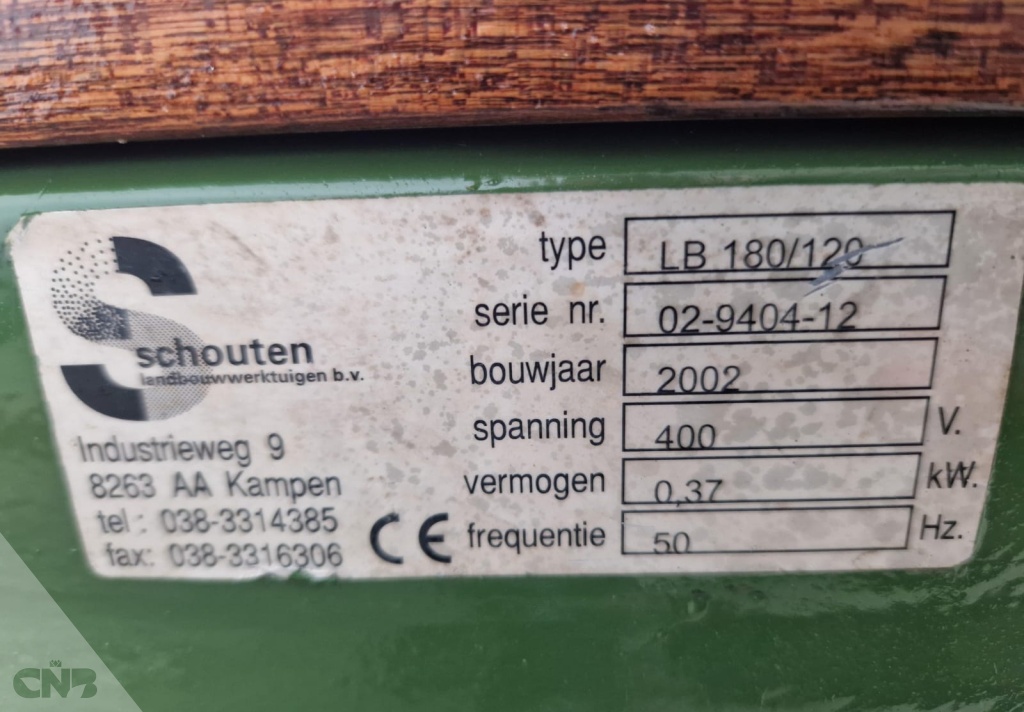 schouten
landbouwwerktuigen b.v.
Industrieweg 9
8263 AA Kampen
tel : 038-3314385
fax: 038-3316306
CE
type LB 180/120
serie nr. 02-9404-12
bouwjaar 2002
spanning 400 V.
vermogen 0,37 kW.
frequentie 50 Hz.
CNB